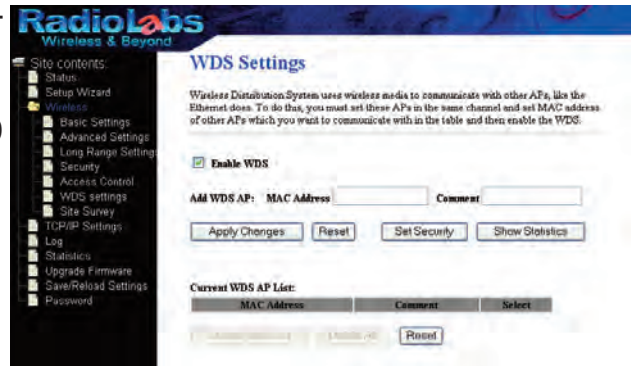 RadioLabs
Wireless & Beyond
Site contents:
Status
Setup Wizard
Wireless
Basic Settings
Advanced Settings
Long Range Setting
Security
Access Control
WDS settings
Site Survey
TCP/IP Settings
Log
Statistics
Upgrade Firmware
Save/Reload Settings
Password
WDS Settings
Wireless Distribution System uses wireless media to communicate with other APs, like the
Ethernet does. To do this, you must set these APs in the same channel and set MAC address
of other APs which you want to communicate with in the table and then enable the WDS.
Enable WDS
Add WDS AP: MAC Address Comment
Apply Changes Reset Set Security Show Statistics
Current WDS AP List:
MAC Address Comment Select
Reset